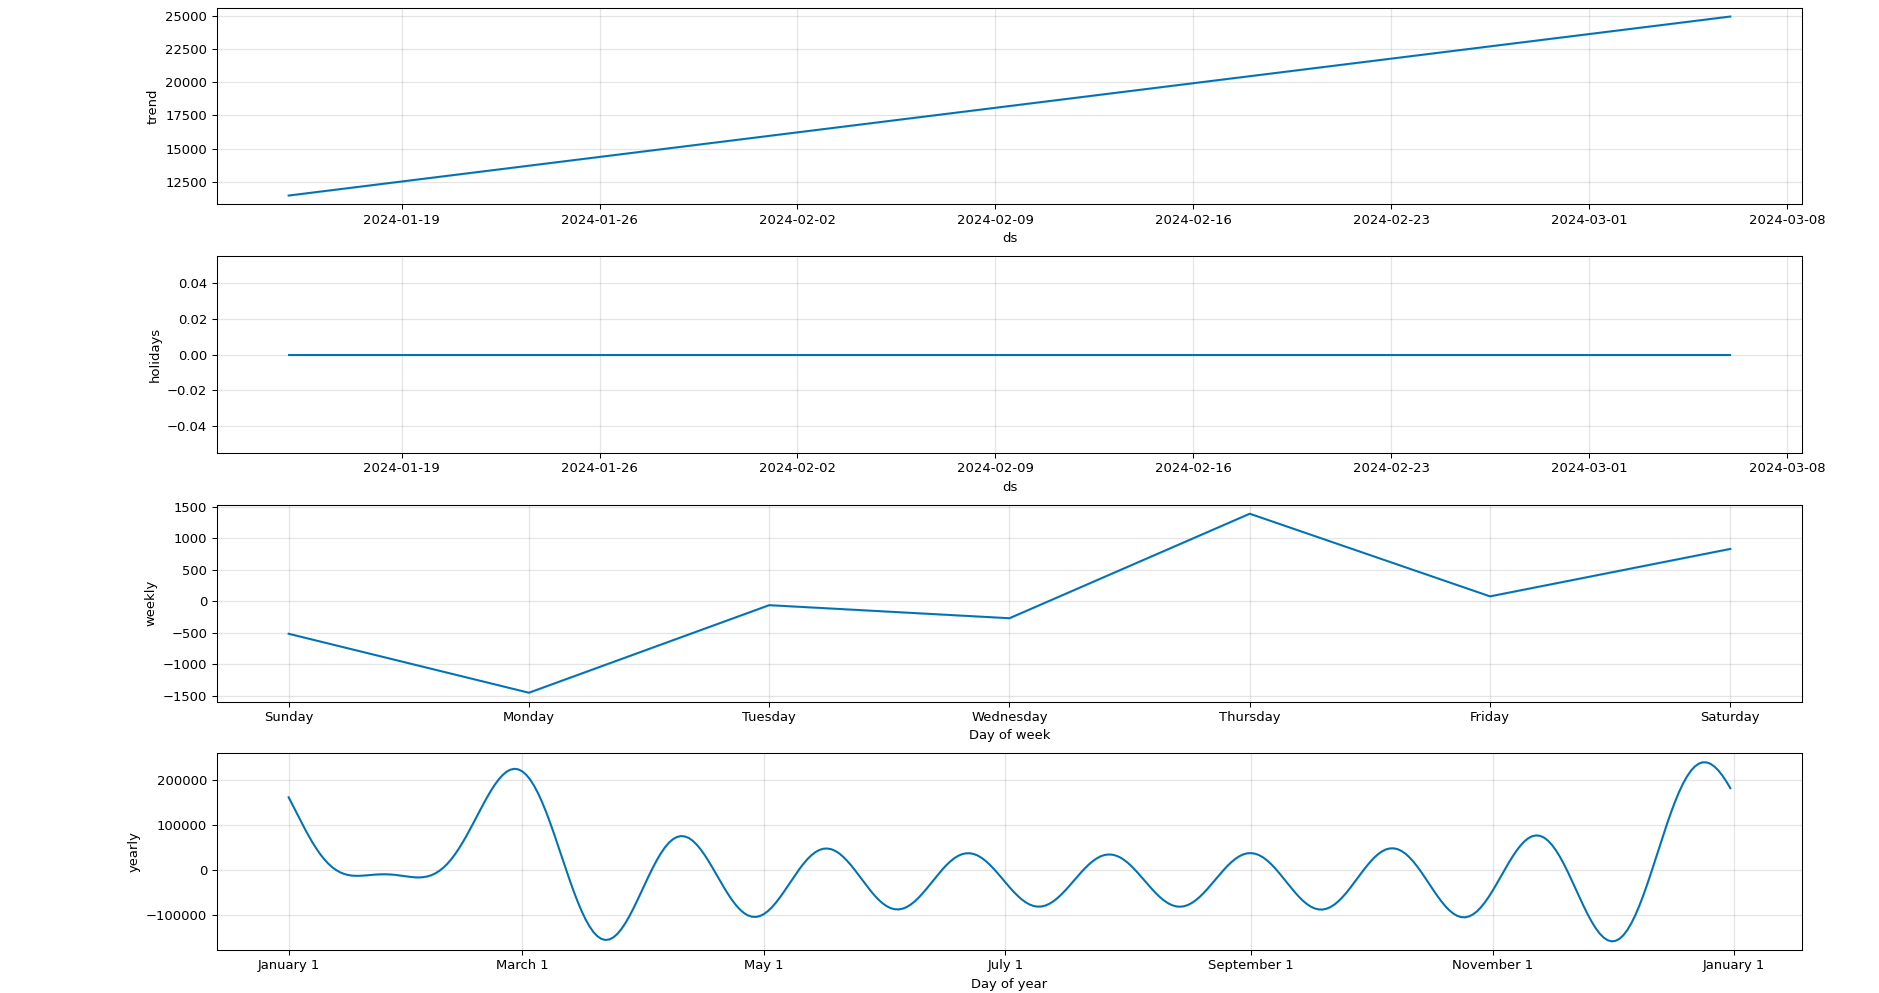 25000
22500
20000
17500
15000
12500
trend
2024-01-19 2024-01-26 2024-02-02 2024-02-09 2024-02-16 2024-02-23 2024-03-01 2024-03-08
ds
0.04
0.02
0.00
−0.02
−0.04
holidays
2024-01-19 2024-01-26 2024-02-02 2024-02-09 2024-02-16 2024-02-23 2024-03-01 2024-03-08
ds
1500
1000
500
0
−500
−1000
−1500
weekly
Sunday Monday Tuesday Wednesday Thursday Friday Saturday
Day of week
200000
100000
0
−100000
yearly
January 1 March 1 May 1 July 1 September 1 November 1 January 1
Day of year